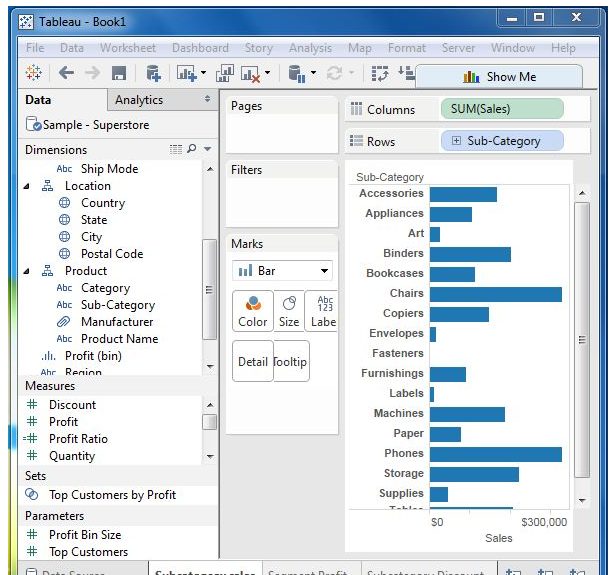 Tableau - Book1
File Data Worksheet Dashboard Story Analysis Map Format Server Window Help
Show Me
Data Analytics
Sample - Superstore
Dimensions
Abc Ship Mode
Location
Country
State
City
Postal Code
Product
Abc Category
Abc Sub-Category
Manufacturer
Abc Product Name
Profit (bin)
Abc Region
Measures
# Discount
# Profit
=# Profit Ratio
# Quantity
Sets
Top Customers by Profit
Parameters
# Profit Bin Size
# Top Customers
Pages
Filters
Marks
Bar
Color Size Abc 123 Labe
Detail Tooltip
Columns SUM(Sales)
Rows Sub-Category
Sub-Category
Accessories
Appliances
Art
Binders
Bookcases
Chairs
Copiers
Envelopes
Fasteners
Furnishings
Labels
Machines
Paper
Phones
Storage
Supplies
Tables
$0 $300,000
Sales
Data Source Subcategory sales Segment Profit Subcategory Discount